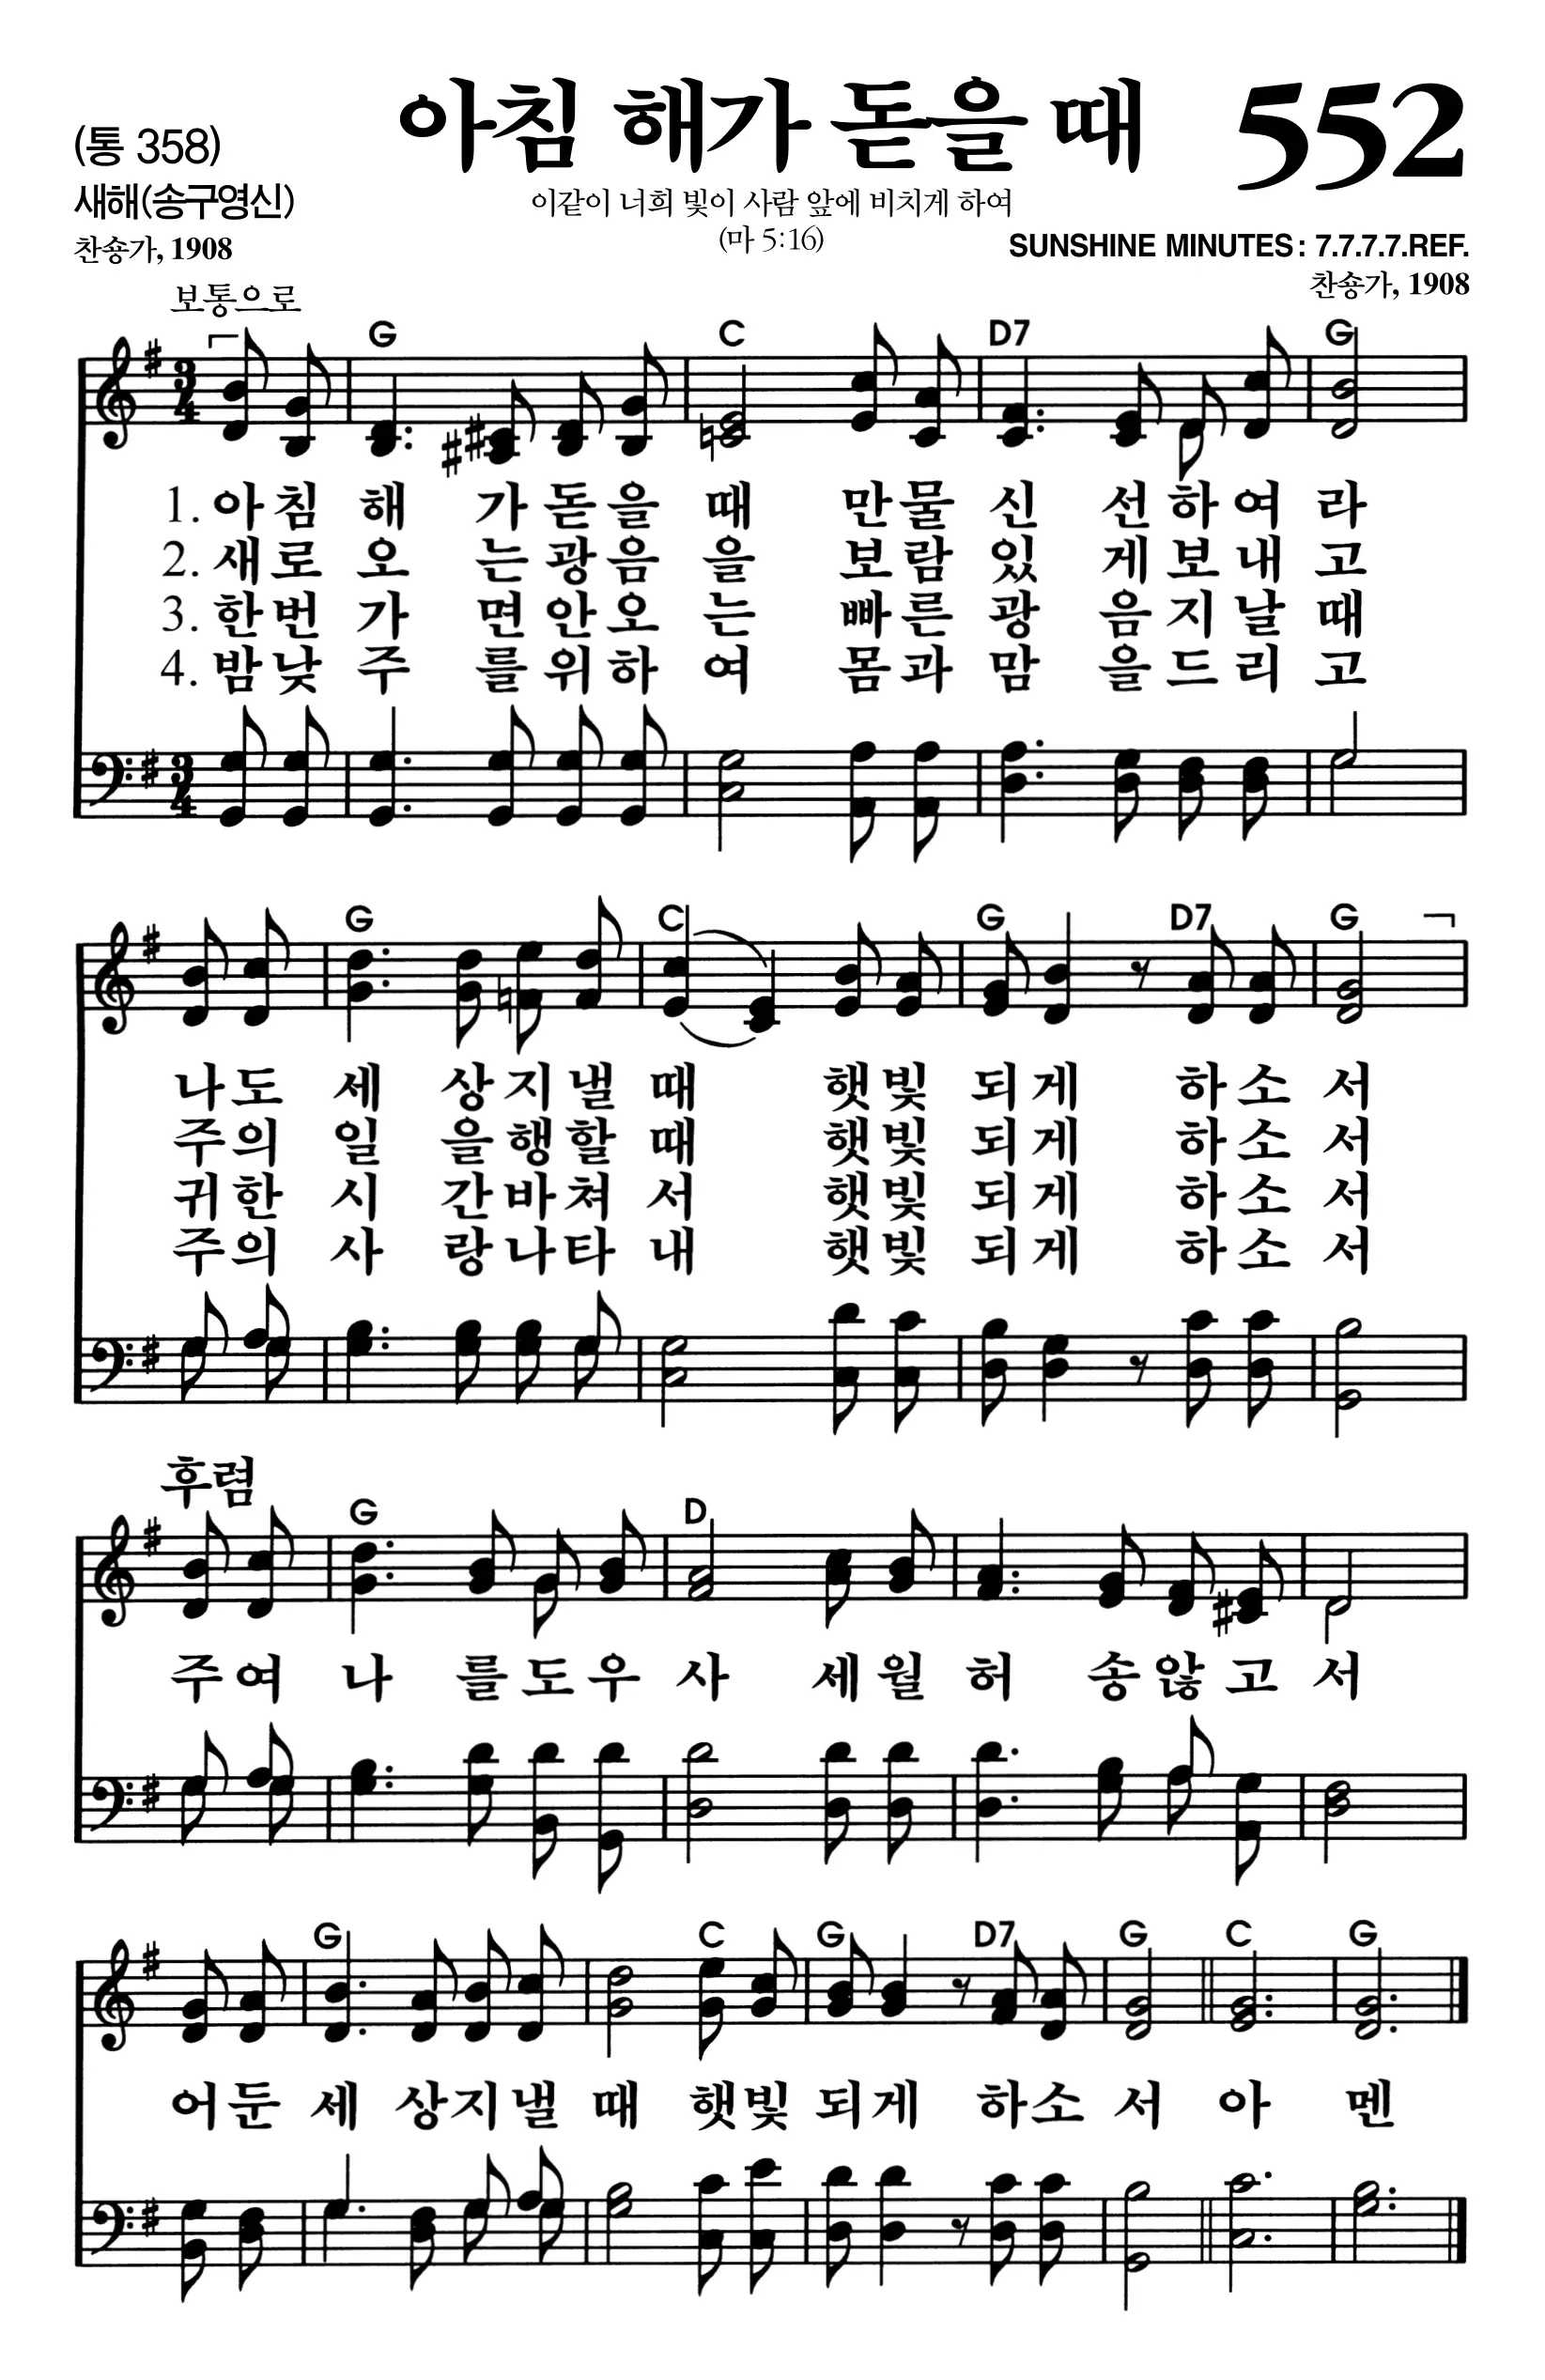 (통 358)
아침 해가 돋을 때
552
새해(송구영신)
이같이 너희 빛이 사람 앞에 비치게 하여
찬숑가, 1908
(마 5:16)
SUNSHINE MINUTES: 7.7.7.7.REF.
찬숑가, 1908
보통으로
G C D7 G
1. 아침 해 가돋을 때 만물 신 선하여 라
2. 새로 오 는광음 을 보람 있 게보내 고
3. 한번 가 면안오 는 빠른 광 음지날 때
4. 밤낮 주 를위하 여 몸과 맘 을드리 고
G C G D7 G
나도 세 상지낼 때 햇빛 되게 하소 서
주의 일 을행할 때 햇빛 되게 하소 서
귀한 시 간바쳐 서 햇빛 되게 하소 서
주의 사 랑나타 내 햇빛 되게 하소 서
후렴
G D
주여 나 를도우 사 세월 허 송않고 서
G C G D7 G C G
어둔 세 상지낼 때 햇빛 되게 하소 서 아 멘